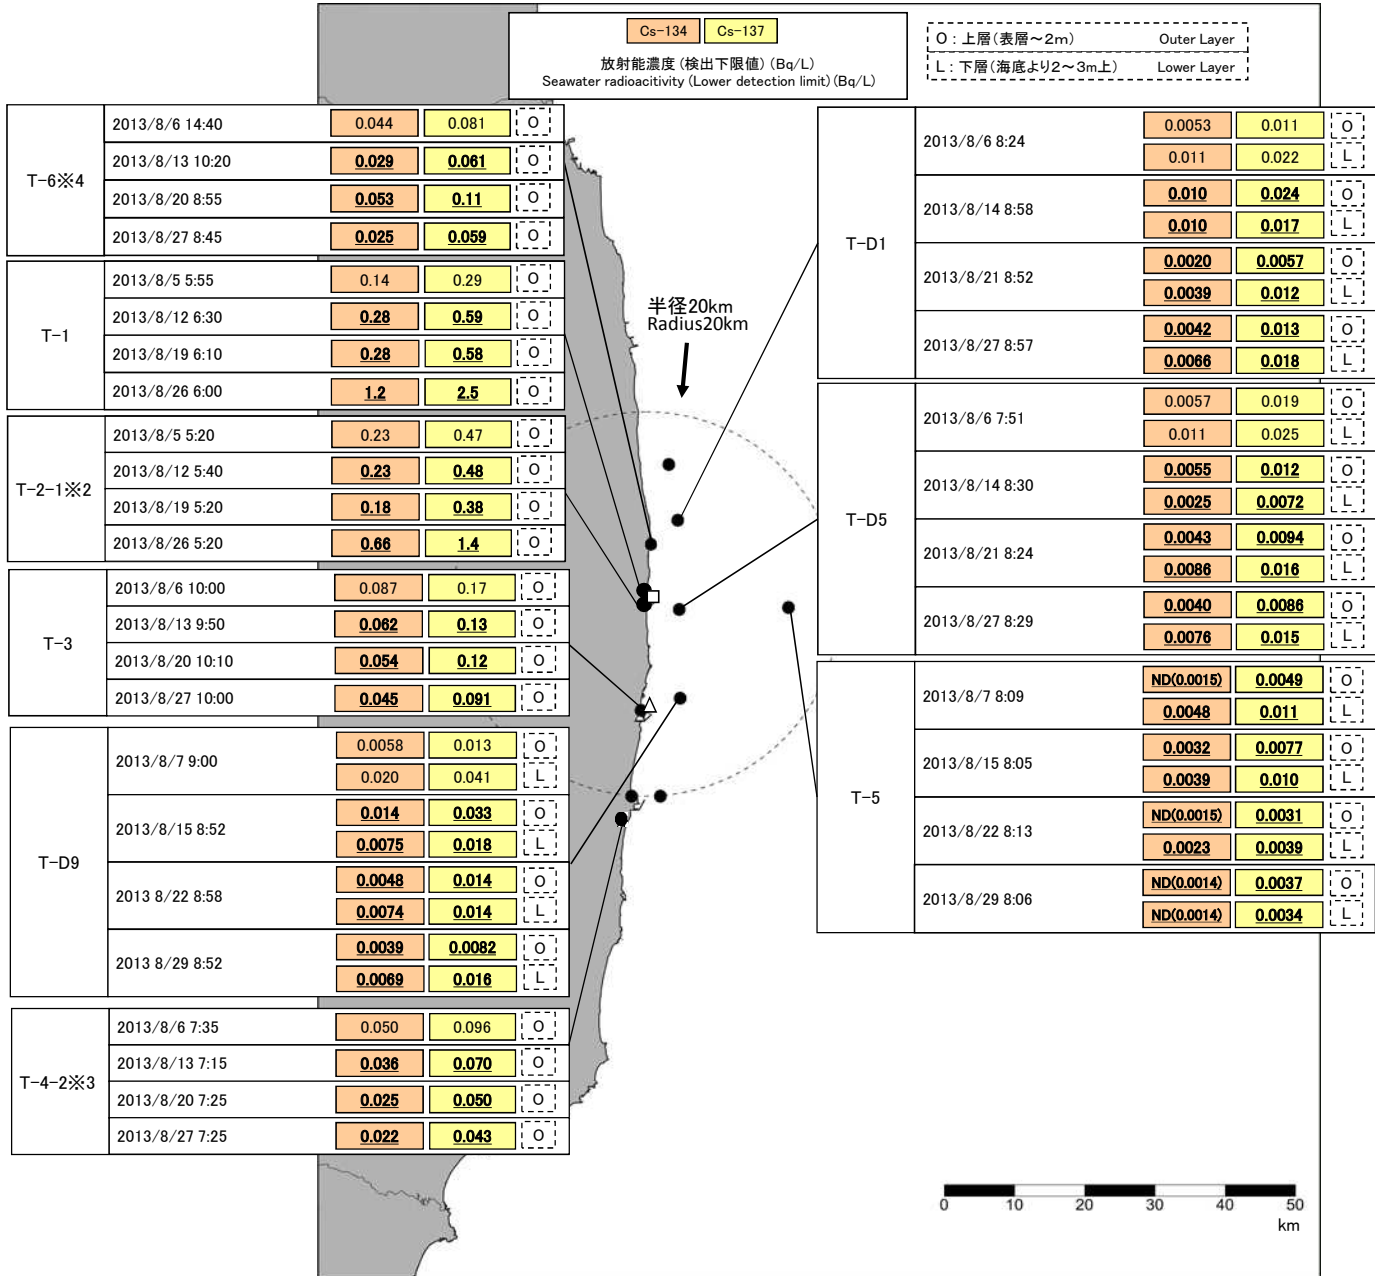 Cs-134 Cs-137
放射能濃度(検出下限値)(Bq/L)
Seawater radioacitivity (Lower detection limit)(Bq/L)
O : 上層(表層～2m) Outer Layer
L : 下層(海底より2～3m上) Lower Layer
T-6※4
2013/8/6 14:40 0.044 0.081 O
2013/8/13 10:20 0.029 0.061 O
2013/8/20 8:55 0.053 0.11 O
2013/8/27 8:45 0.025 0.059 O
T-1
2013/8/5 5:55 0.14 0.29 O
2013/8/12 6:30 0.28 0.59 O
2013/8/19 6:10 0.28 0.58 O
2013/8/26 6:00 1.2 2.5 O
T-2-1※2
2013/8/5 5:20 0.23 0.47 O
2013/8/12 5:40 0.23 0.48 O
2013/8/19 5:20 0.18 0.38 O
2013/8/26 5:20 0.66 1.4 O
T-3
2013/8/6 10:00 0.087 0.17 O
2013/8/13 9:50 0.062 0.13 O
2013/8/20 10:10 0.054 0.12 O
2013/8/27 10:00 0.045 0.091 O
T-D9
2013/8/7 9:00 0.0058 0.013 O
0.020 0.041 L
2013/8/15 8:52 0.014 0.033 O
0.0075 0.018 L
2013 8/22 8:58 0.0048 0.014 O
0.0074 0.014 L
2013 8/29 8:52 0.0039 0.0082 O
0.0069 0.016 L
T-4-2※3
2013/8/6 7:35 0.050 0.096 O
2013/8/13 7:15 0.036 0.070 O
2013/8/20 7:25 0.025 0.050 O
2013/8/27 7:25 0.022 0.043 O
半径20km
Radius20km
T-D1
2013/8/6 8:24 0.0053 0.011 O
0.011 0.022 L
2013/8/14 8:58 0.010 0.024 O
0.010 0.017 L
2013/8/21 8:52 0.0020 0.0057 O
0.0039 0.012 L
2013/8/27 8:57 0.0042 0.013 O
0.0066 0.018 L
T-D5
2013/8/6 7:51 0.0057 0.019 O
0.011 0.025 L
2013/8/14 8:30 0.0055 0.012 O
0.0025 0.0072 L
2013/8/21 8:24 0.0043 0.0094 O
0.0086 0.016 L
2013/8/27 8:29 0.0040 0.0086 O
0.0076 0.015 L
T-5
2013/8/7 8:09 ND(0.0015) 0.0049 O
0.0048 0.011 L
2013/8/15 8:05 0.0032 0.0077 O
0.0039 0.010 L
2013/8/22 8:13 ND(0.0015) 0.0031 O
0.0023 0.0039 L
2013/8/29 8:06 ND(0.0014) 0.0037 O
ND(0.0014) 0.0034 L
0 10 20 30 40 50
km